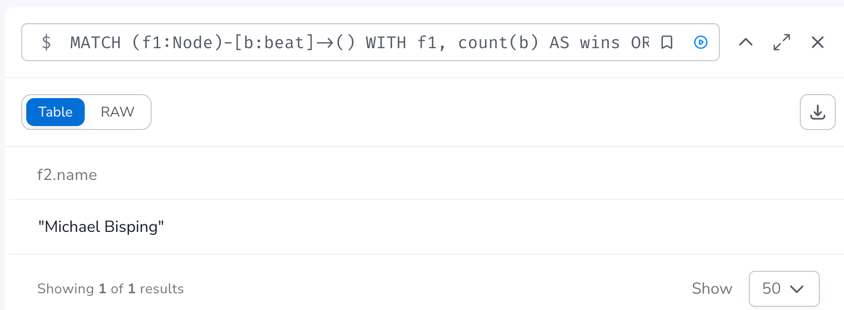 $ MATCH (f1:Node)-[b:beat]->() WITH f1, count(b) AS wins OR
Table RAW
f2.name
"Michael Bisping"
Showing 1 of 1 results Show 50